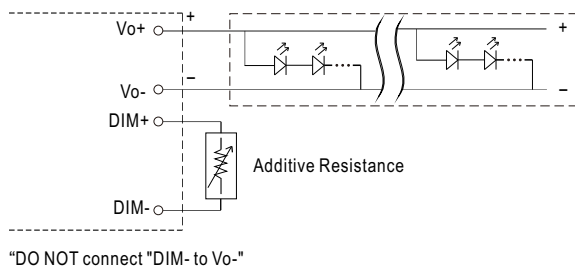 Vo+
+
+
–
–
Vo-
DIM+
Additive Resistance
DIM-
“DO NOT connect "DIM- to Vo-"